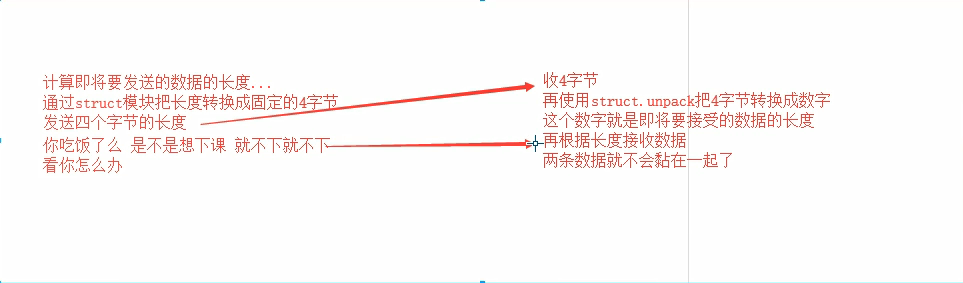 计算即将要发送的数据的长度...
通过struct模块把长度转换成固定的4字节
发送四个字节的长度
你吃饭了么 是不是想下课 就不下就不下
看你怎么办
收4字节
再使用struct.unpack把4字节转换成数字
这个数字就是即将要接受的数据的长度
再根据长度接收数据
两条数据就不会黏在一起了